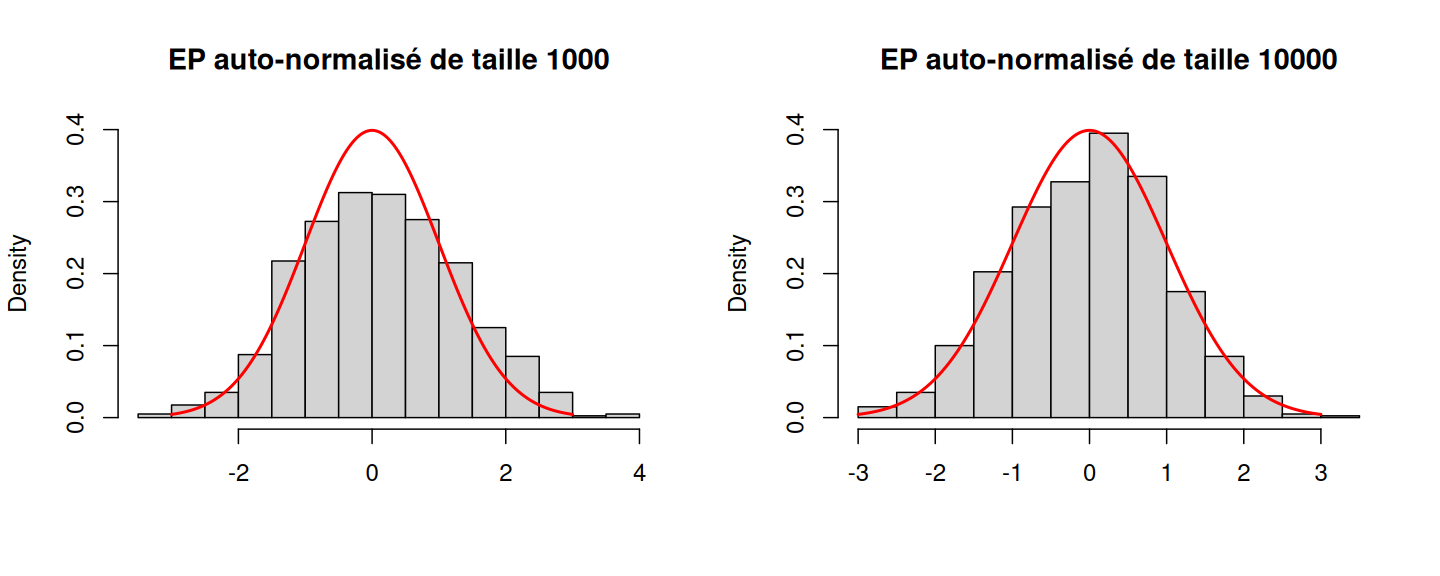 EP auto-normalisé de taille 1000
Density
0.0 0.1 0.2 0.3 0.4
-2 0 2 4
EP auto-normalisé de taille 10000
Density
0.0 0.1 0.2 0.3 0.4
-3 -2 -1 0 1 2 3